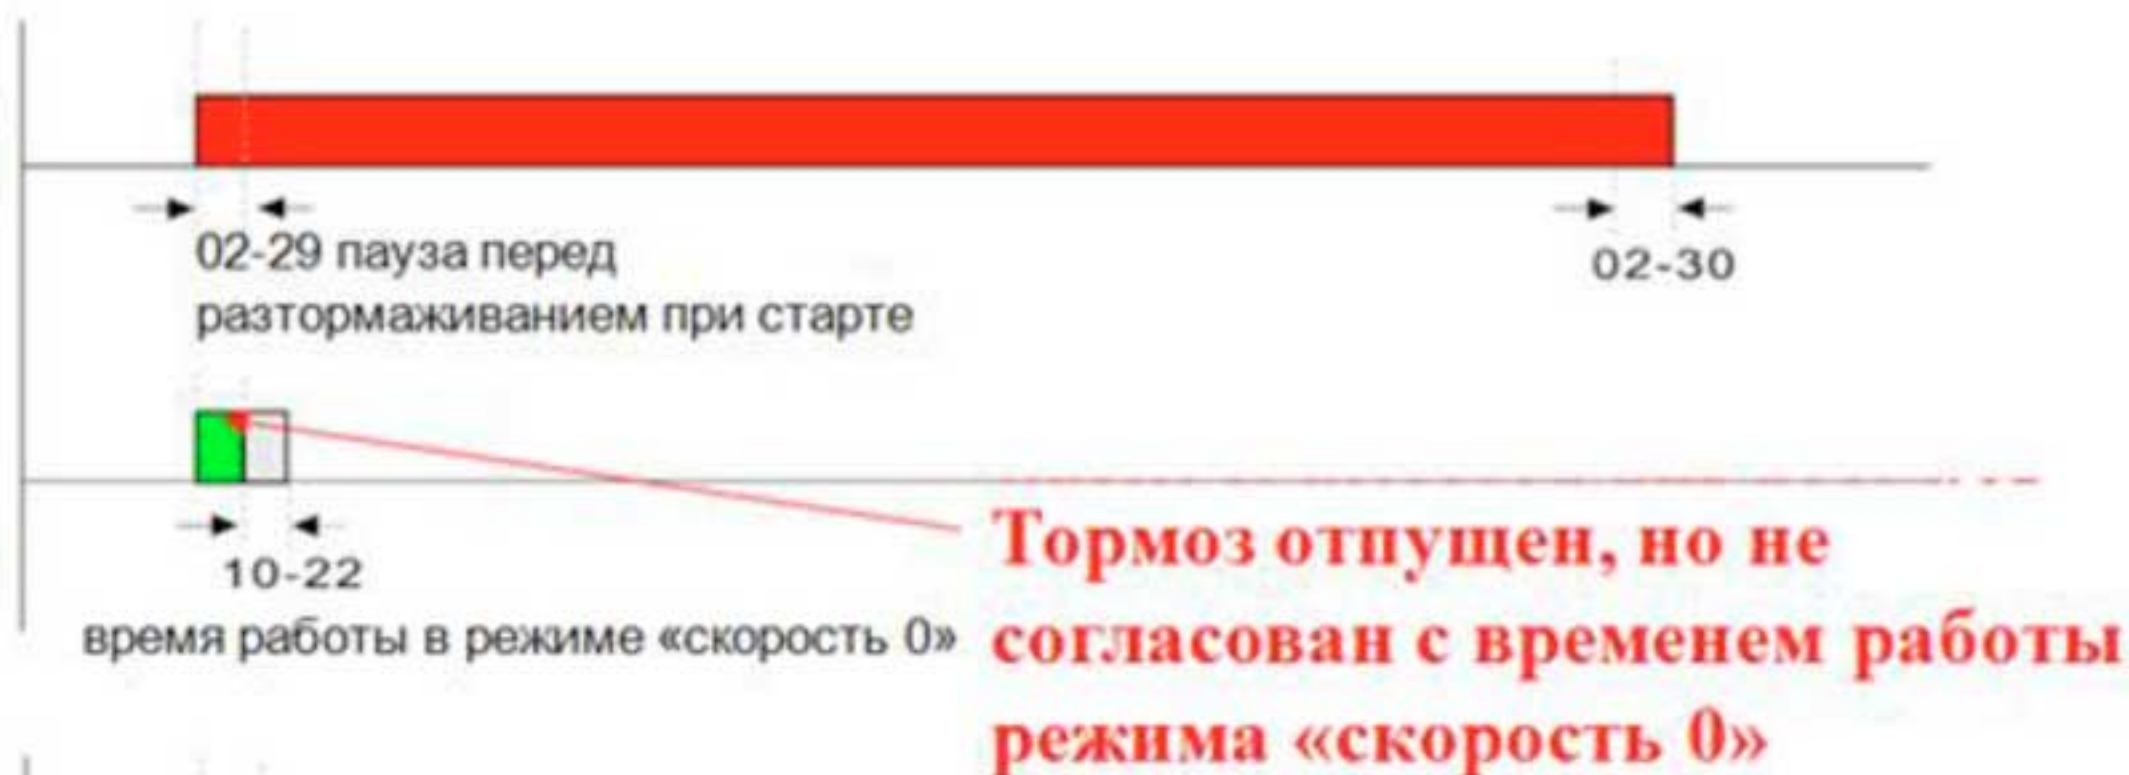 02-29 пауза перед
разтормаживанием при старте
02-30
10-22
время работы в режиме «скорость 0»
Тормоз отпущен, но не
согласован с временем работы
режима «скорость 0»